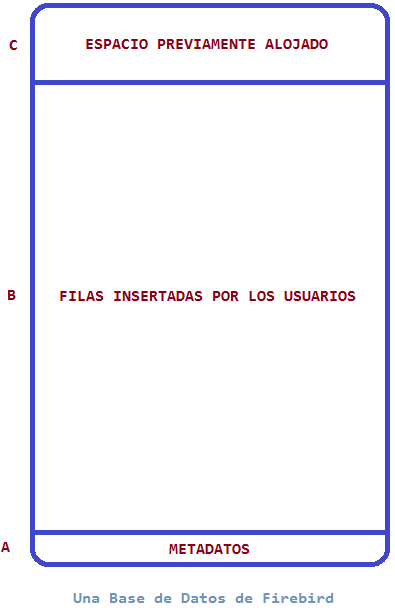 C ESPACIO PREVIAMENTE ALOJADO
B FILAS INSERTADAS POR LOS USUARIOS
A METADATOS
Una Base de Datos de Firebird